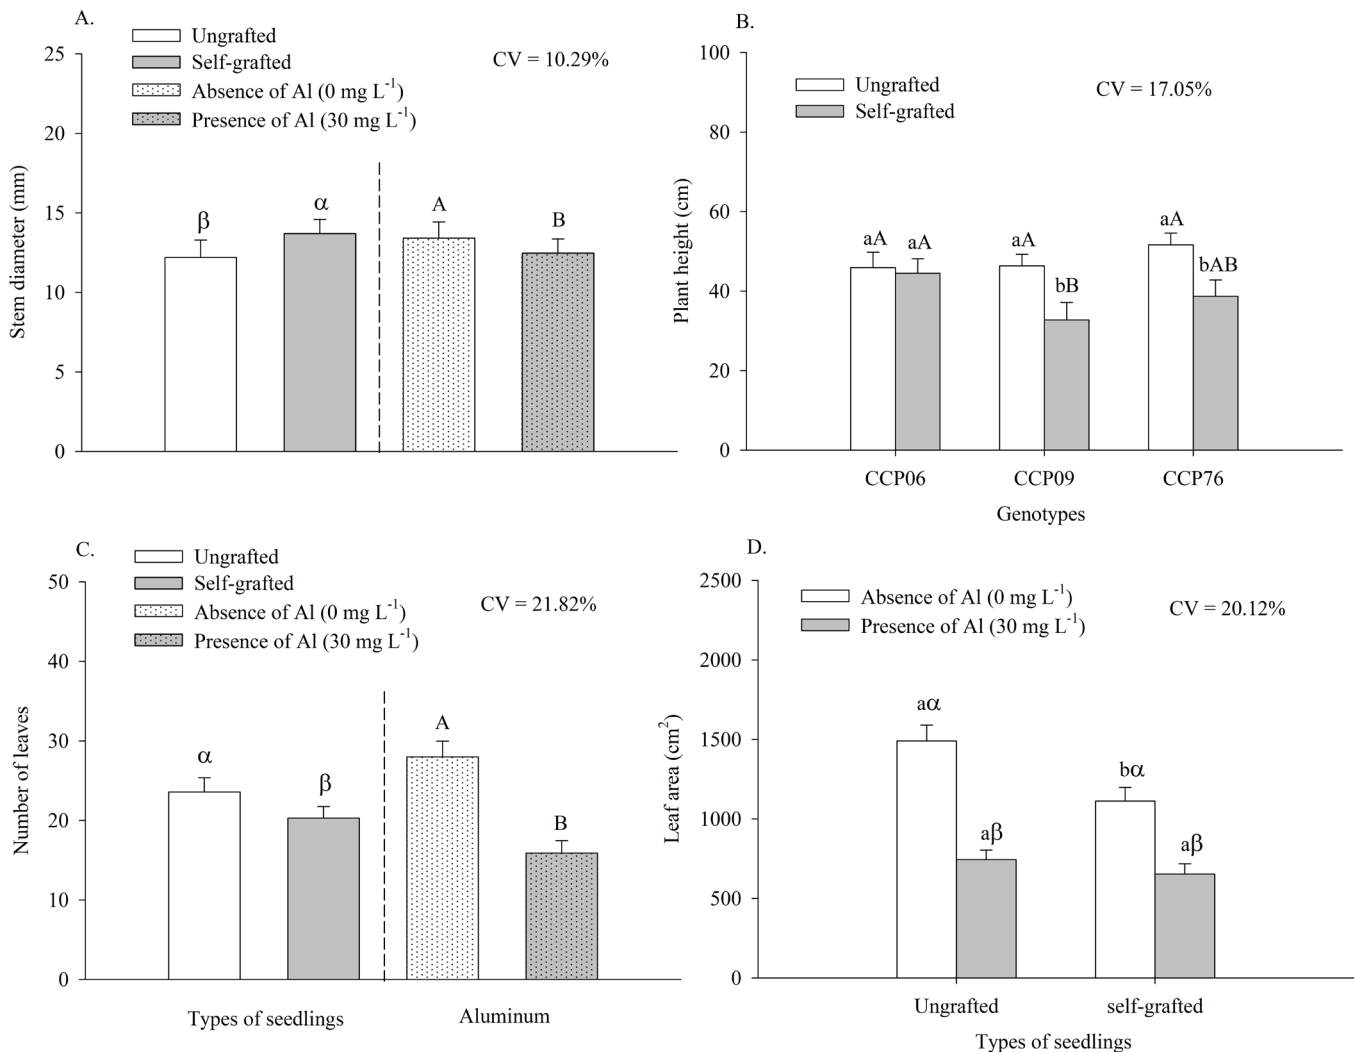 A.
Ungrafted
Self-grafted
Absence of Al (0 mg L⁻¹)
Presence of Al (30 mg L⁻¹)
CV = 10.29%
25
20
15
10
5
0
Stem diameter (mm)
β
α
A
B
B.
Ungrafted
Self-grafted
CV = 17.05%
100
80
60
40
20
0
Plant height (cm)
aA
aA
aA
bB
aA
bAB
CCP06
CCP09
CCP76
Genotypes
C.
Ungrafted
Self-grafted
Absence of Al (0 mg L⁻¹)
Presence of Al (30 mg L⁻¹)
CV = 21.82%
50
40
30
20
10
0
Number of leaves
α
β
A
B
Types of seedlings
Aluminum
D.
Absence of Al (0 mg L⁻¹)
Presence of Al (30 mg L⁻¹)
CV = 20.12%
2500
2000
1500
1000
500
0
Leaf area (cm²)
aα
aβ
bα
aβ
Ungrafted
self-grafted
Types of seedlings